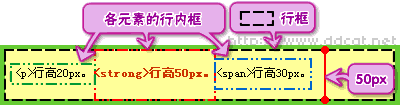 各元素的行内框
行框
http://www.ddcat.net
<p>行高20px。
<strong>行高50px。
<span>行高30px。
50px